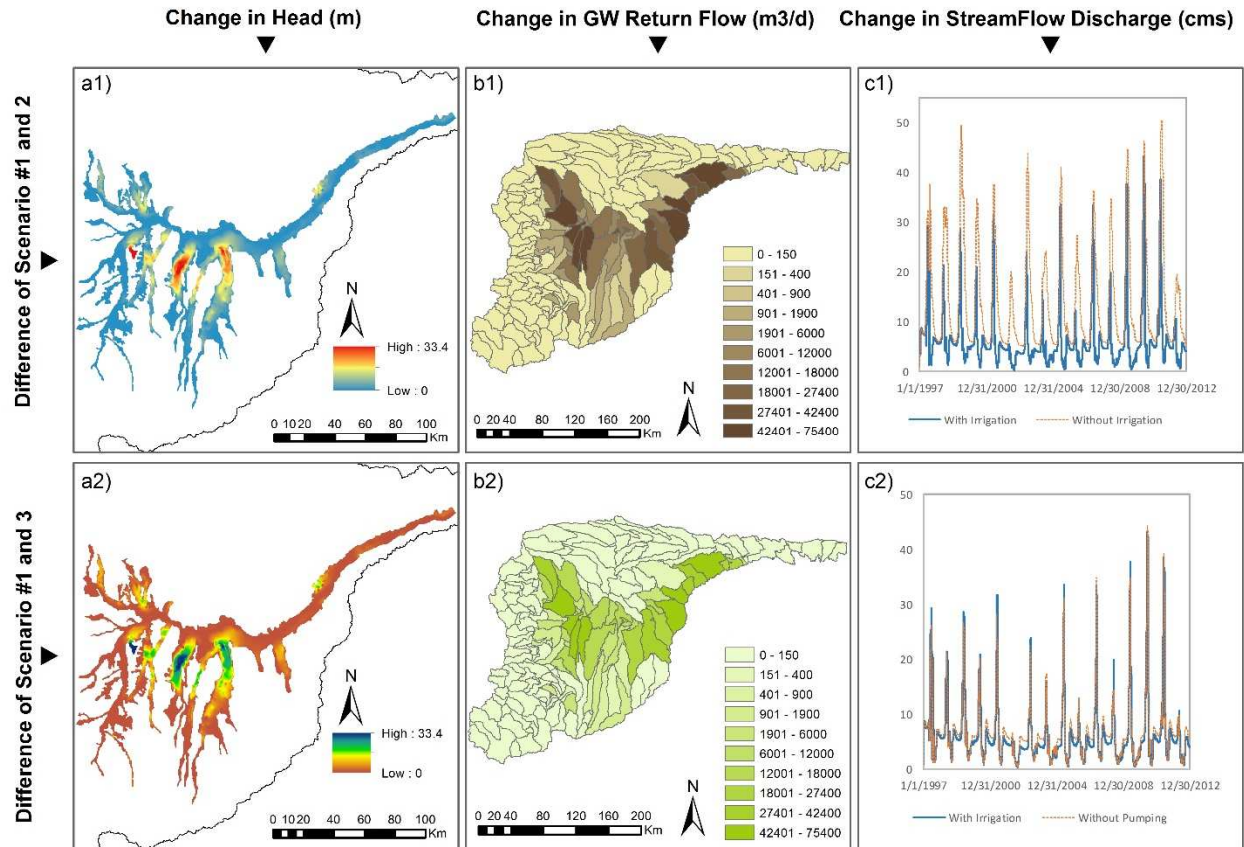 Change in Head (m)
Change in GW Return Flow (m3/d)
Change in StreamFlow Discharge (cms)
Difference of Scenario #1 and 2
a1)
N
High : 33.4
Low : 0
0 10 20 40 60 80 100
Km
b1)
0 - 150
151 - 400
401 - 900
901 - 1900
1901 - 6000
6001 - 12000
12001 - 18000
18001 - 27400
27401 - 42400
42401 - 75400
N
0 20 40 80 120 160 200
Km
c1)
50
40
30
20
10
0
1/1/1997 12/31/2000 12/31/2004 12/30/2008 12/30/2012
With Irrigation Without Irrigation
Difference of Scenario #1 and 3
a2)
N
High : 33.4
Low : 0
0 10 20 40 60 80 100
Km
b2)
0 - 150
151 - 400
401 - 900
901 - 1900
1901 - 6000
6001 - 12000
12001 - 18000
18001 - 27400
27401 - 42400
42401 - 75400
N
0 20 40 80 120 160 200
Km
c2)
50
40
30
20
10
0
1/1/1997 12/31/2000 12/31/2004 12/30/2008 12/30/2012
With Irrigation Without Pumping